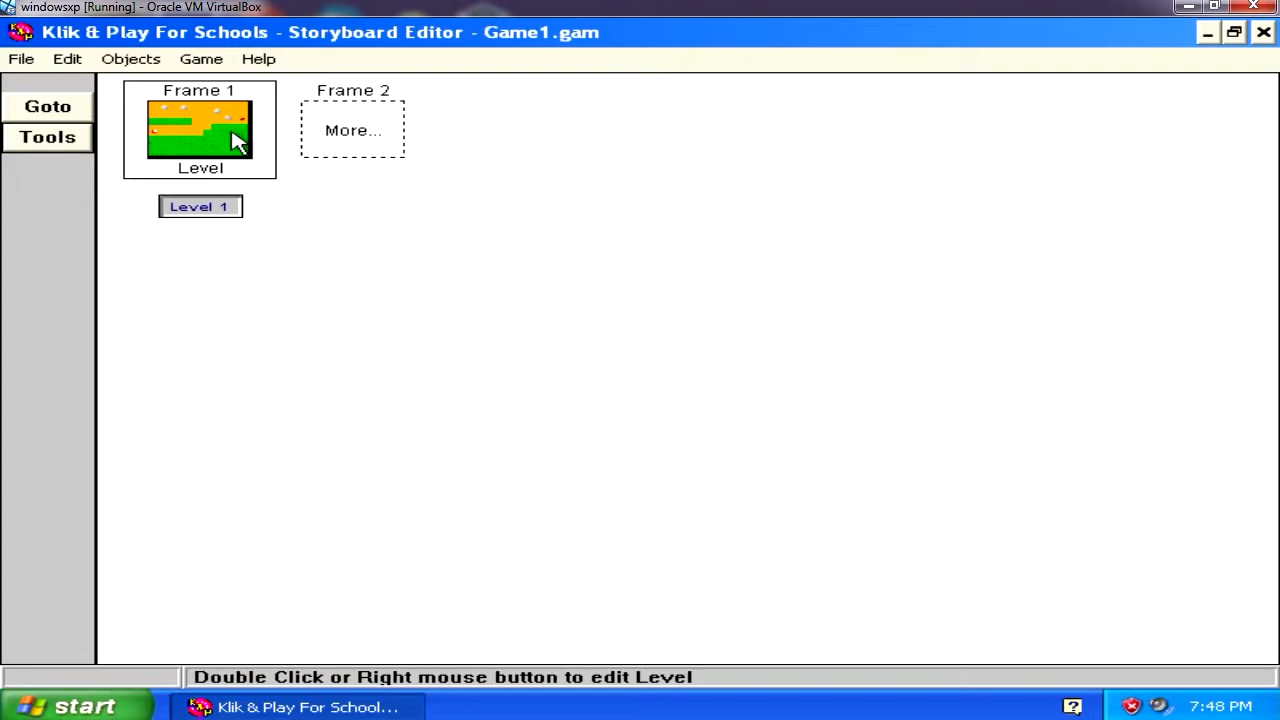 windowsxp [Running] - Oracle VM VirtualBox
Klik & Play For Schools - Storyboard Editor - Game1.gam
File Edit Objects Game Help
Goto
Tools
Frame 1
Level
Level 1
Frame 2
More...
Double Click or Right mouse button to edit Level
start
Klik & Play For School...
7:48 PM